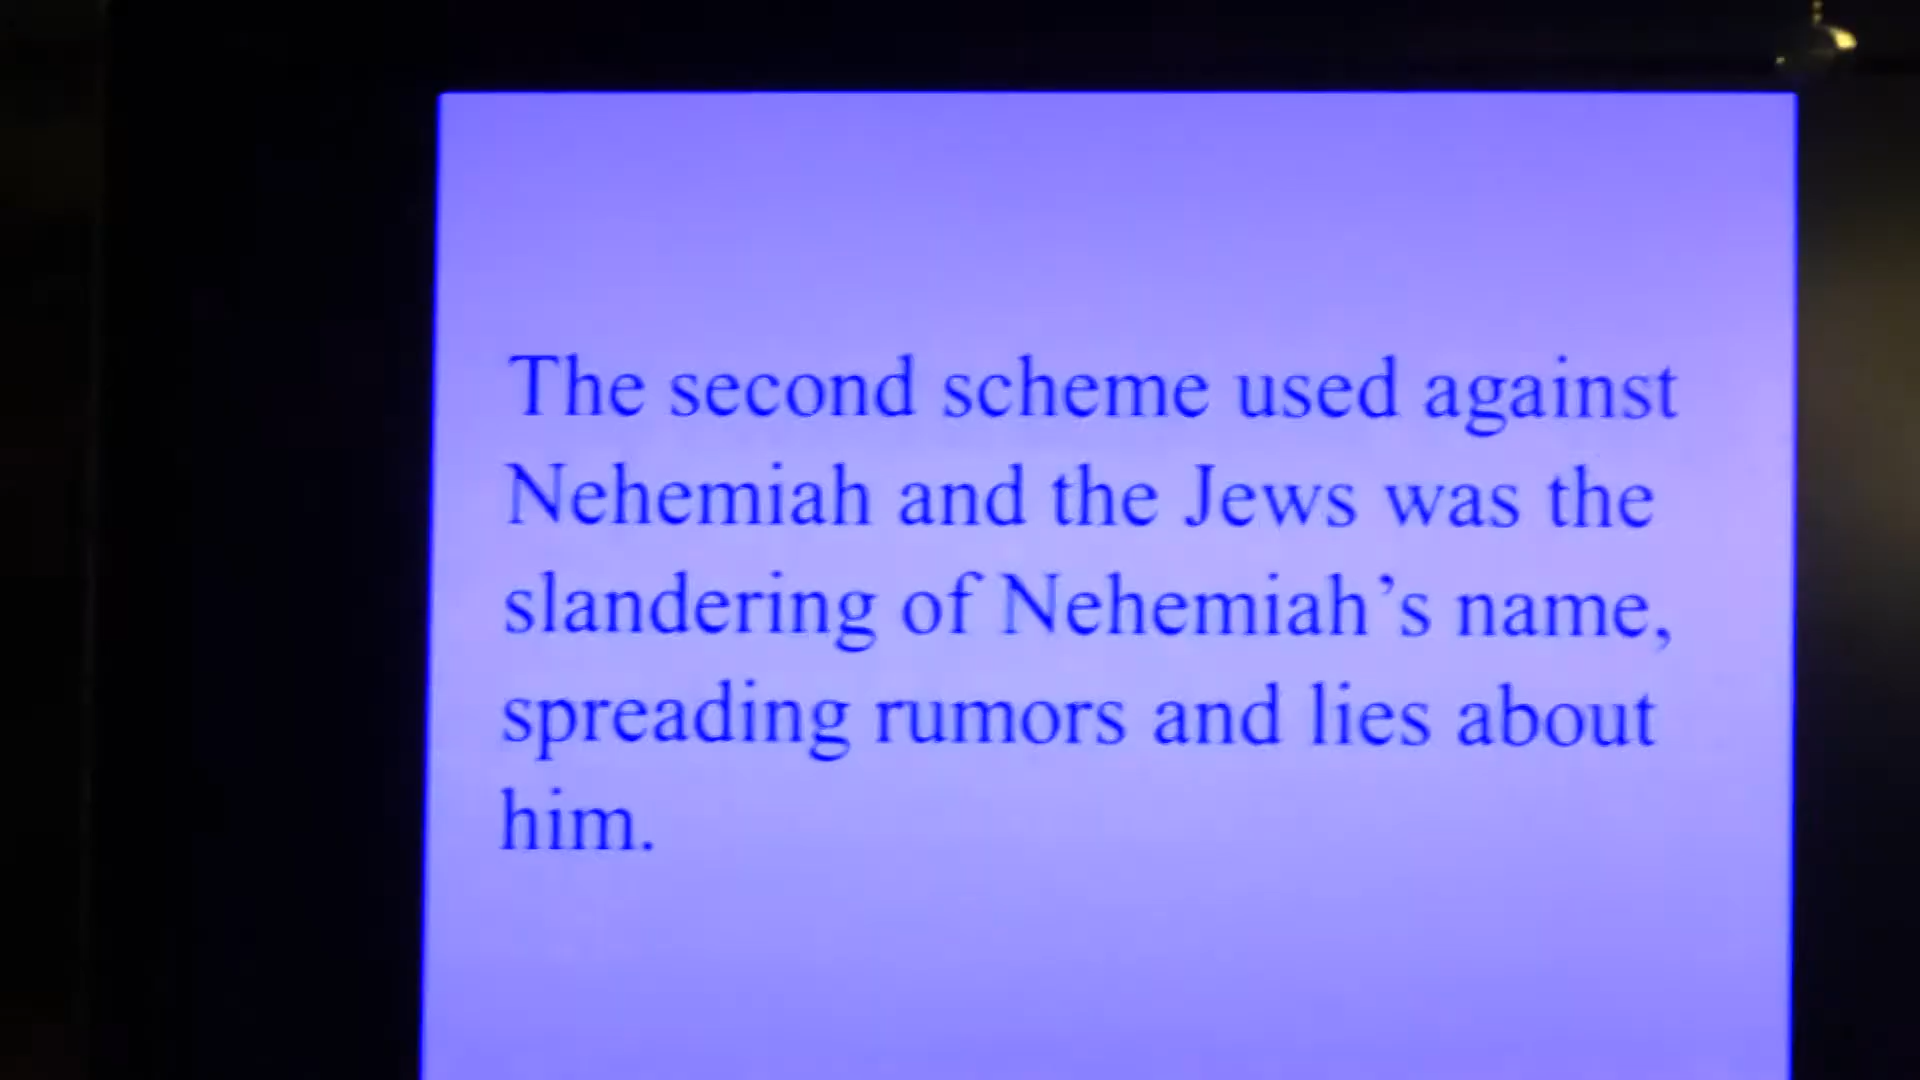 The second scheme used against
Nehemiah and the Jews was the
slandering of Nehemiah’s name,
spreading rumors and lies about
him.